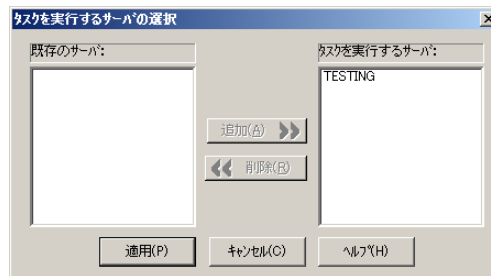 ﾀｽｸを実行するｻｰﾊﾞの選択
既存のｻｰﾊﾞ:
ﾀｽｸを実行するｻｰﾊﾞ:
TESTING
追加(A)
削除(R)
適用(P)
ｷｬﾝｾﾙ(C)
ﾍﾙﾌﾟ(H)